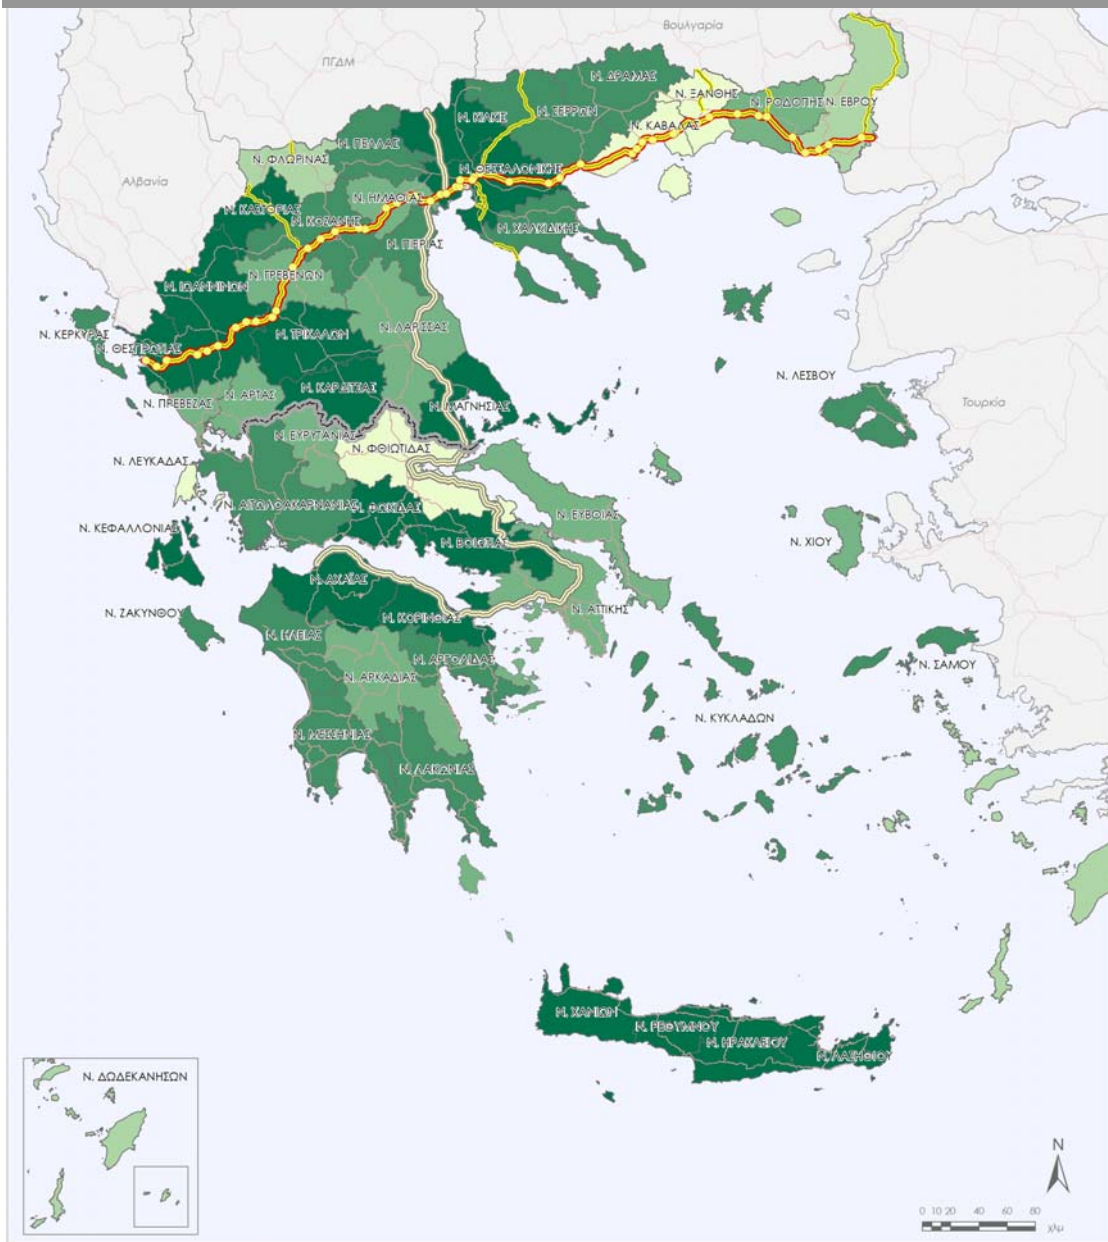 Βουλγαρία
ΠΓΔΜ
Ν. ΔΡΑΜΑΣ
Ν. ΞΑΝΘΗΣ
Ν. ΡΟΔΟΠΗΣ
Ν. ΕΒΡΟΥ
Ν. ΚΙΛΚΙΣ
Ν. ΣΕΡΡΩΝ
Ν. ΚΑΒΑΛΑΣ
Ν. ΠΕΛΛΑΣ
Ν. ΦΛΩΡΙΝΑΣ
Ν. ΘΕΣΣΑΛΟΝΙΚΗΣ
Αλβανία
Ν. ΗΜΑΘΙΑΣ
Ν. ΚΑΣΤΟΡΙΑΣ
Ν. ΚΟΖΑΝΗΣ
Ν. ΧΑΛΚΙΔΙΚΗΣ
Ν. ΠΙΕΡΙΑΣ
Ν. ΓΡΕΒΕΝΩΝ
Ν. ΙΩΑΝΝΙΝΩΝ
Ν. ΛΑΡΙΣΑΣ
Ν. ΚΕΡΚΥΡΑΣ
Ν. ΤΡΙΚΑΛΩΝ
Ν. ΘΕΣΠΡΩΤΙΑΣ
Ν. ΛΕΣΒΟΥ
Ν. ΚΑΡΔΙΤΣΑΣ
Ν. ΑΡΤΑΣ
Ν. ΠΡΕΒΕΖΑΣ
Ν. ΜΑΓΝΗΣΙΑΣ
Τουρκία
Ν. ΕΥΡΥΤΑΝΙΑΣ
Ν. ΦΘΙΩΤΙΔΑΣ
Ν. ΛΕΥΚΑΔΑΣ
Ν. ΑΙΤΩΛΟΑΚΑΡΝΑΝΙΑΣ
Ν. ΦΩΚΙΔΑΣ
Ν. ΕΥΒΟΙΑΣ
Ν. ΚΕΦΑΛΛΟΝΙΑΣ
Ν. ΒΟΙΩΤΙΑΣ
Ν. ΧΙΟΥ
Ν. ΑΧΑΪΑΣ
Ν. ΖΑΚΥΝΘΟΥ
Ν. ΚΟΡΙΝΘΙΑΣ
Ν. ΑΤΤΙΚΗΣ
Ν. ΗΛΕΙΑΣ
Ν. ΑΡΓΟΛΙΔΑΣ
Ν. ΣΑΜΟΥ
Ν. ΑΡΚΑΔΙΑΣ
Ν. ΚΥΚΛΑΔΩΝ
Ν. ΜΕΣΣΗΝΙΑΣ
Ν. ΛΑΚΩΝΙΑΣ
Ν. ΧΑΝΙΩΝ
Ν. ΡΕΘΥΜΝΟΥ
Ν. ΗΡΑΚΛΕΙΟΥ
Ν. ΛΑΣΗΘΙΟΥ
Ν. ΔΩΔΕΚΑΝΗΣΩΝ
N
0 10 20 40 60 80
χλμ